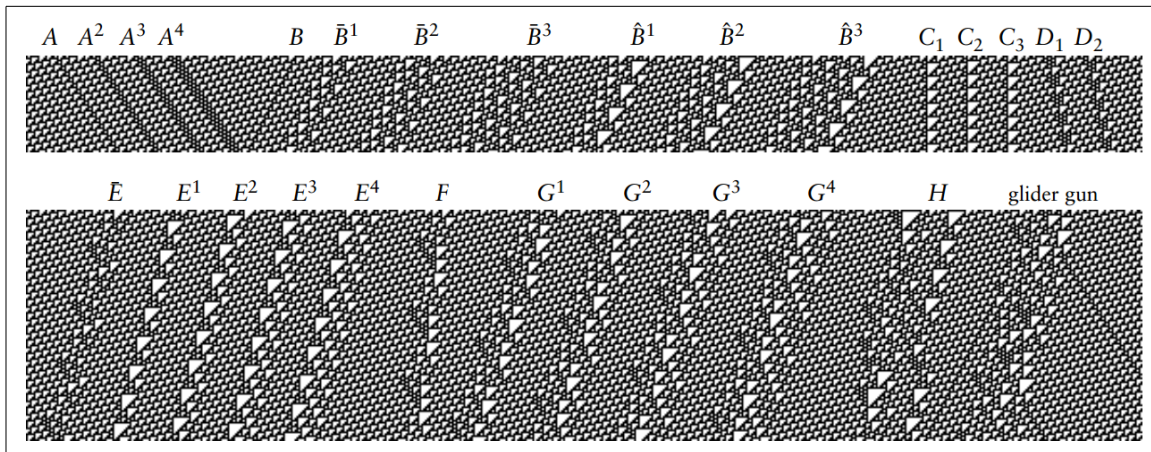 A A² A³ A⁴ B B̄¹ B̄² B̄³ B̂¹ B̂² B̂³ C₁ C₂ C₃ D₁ D₂
Ē E¹ E² E³ E⁴ F G¹ G² G³ G⁴ H glider gun